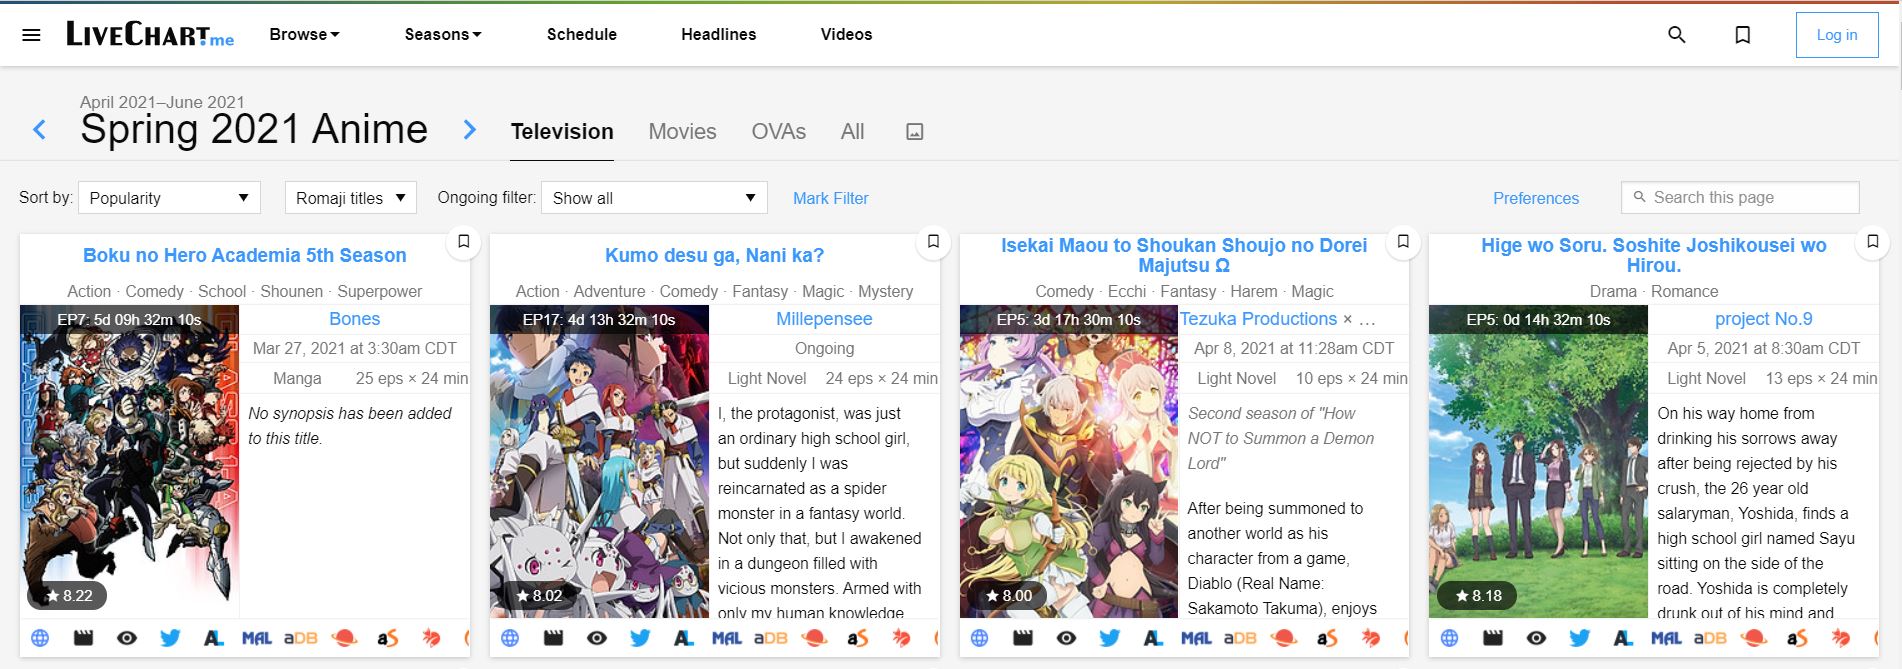 LIVECHART.me Browse Seasons Schedule Headlines Videos Log in
April 2021–June 2021
Spring 2021 Anime Television Movies OVAs All
Sort by: Popularity Romaji titles Ongoing filter: Show all Mark Filter Preferences Search this page
Boku no Hero Academia 5th Season
Action · Comedy · School · Shounen · Superpower
EP7: 5d 09h 32m 10s
Bones
Mar 27, 2021 at 3:30am CDT
Manga 25 eps × 24 min
No synopsis has been added
to this title.
8.22
MAL aDB aS
Kumo desu ga, Nani ka?
Action · Adventure · Comedy · Fantasy · Magic · Mystery
EP17: 4d 13h 32m 10s
Millepensee
Ongoing
Light Novel 24 eps × 24 min
I, the protagonist, was just
an ordinary high school girl,
but suddenly I was
reincarnated as a spider
monster in a fantasy world.
Not only that, but I awakened
in a dungeon filled with
vicious monsters. Armed with
only my human knowledge
8.02
MAL aDB aS
Isekai Maou to Shoukan Shoujo no Dorei
Majutsu Ω
Comedy · Ecchi · Fantasy · Harem · Magic
EP5: 3d 17h 30m 10s
Tezuka Productions × …
Apr 8, 2021 at 11:28am CDT
Light Novel 10 eps × 24 min
Second season of "How
NOT to Summon a Demon
Lord"
After being summoned to
another world as his
character from a game,
Diablo (Real Name:
Sakamoto Takuma), enjoys
8.00
MAL aDB aS
Hige wo Soru. Soshite Joshikousei wo
Hirou.
Drama · Romance
EP5: 0d 14h 32m 10s
project No.9
Apr 5, 2021 at 8:30am CDT
Light Novel 13 eps × 24 min
On his way home from
drinking his sorrows away
after being rejected by his
crush, the 26 year old
salaryman, Yoshida, finds a
high school girl named Sayu
sitting on the side of the
road. Yoshida is completely
drunk out of his mind and
8.18
MAL aDB aS